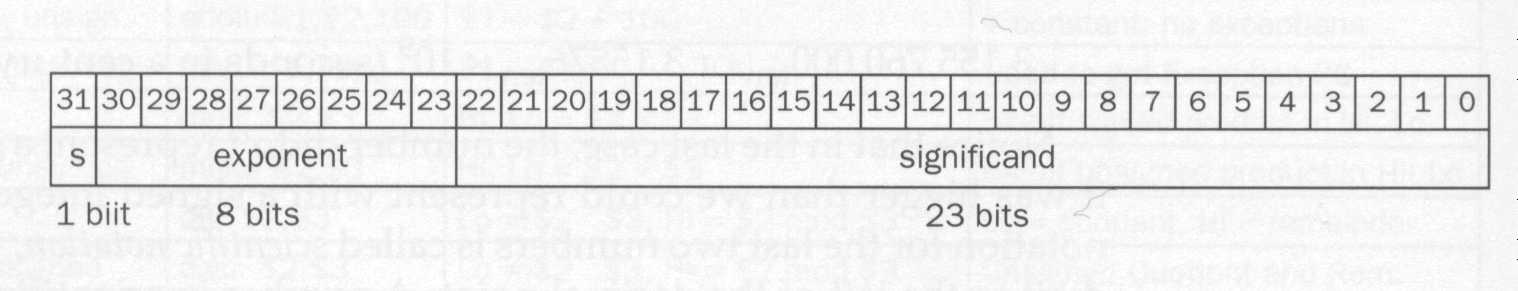 31 30 29 28 27 26 25 24 23 22 21 20 19 18 17 16 15 14 13 12 11 10 9 8 7 6 5 4 3 2 1 0
s exponent significand
1 biit 8 bits 23 bits